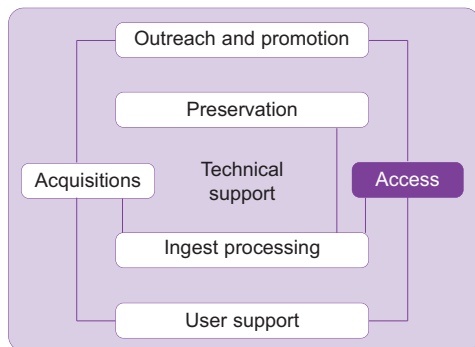 Outreach and promotion
Preservation
Technical
support
Acquisitions
Access
Ingest processing
User support